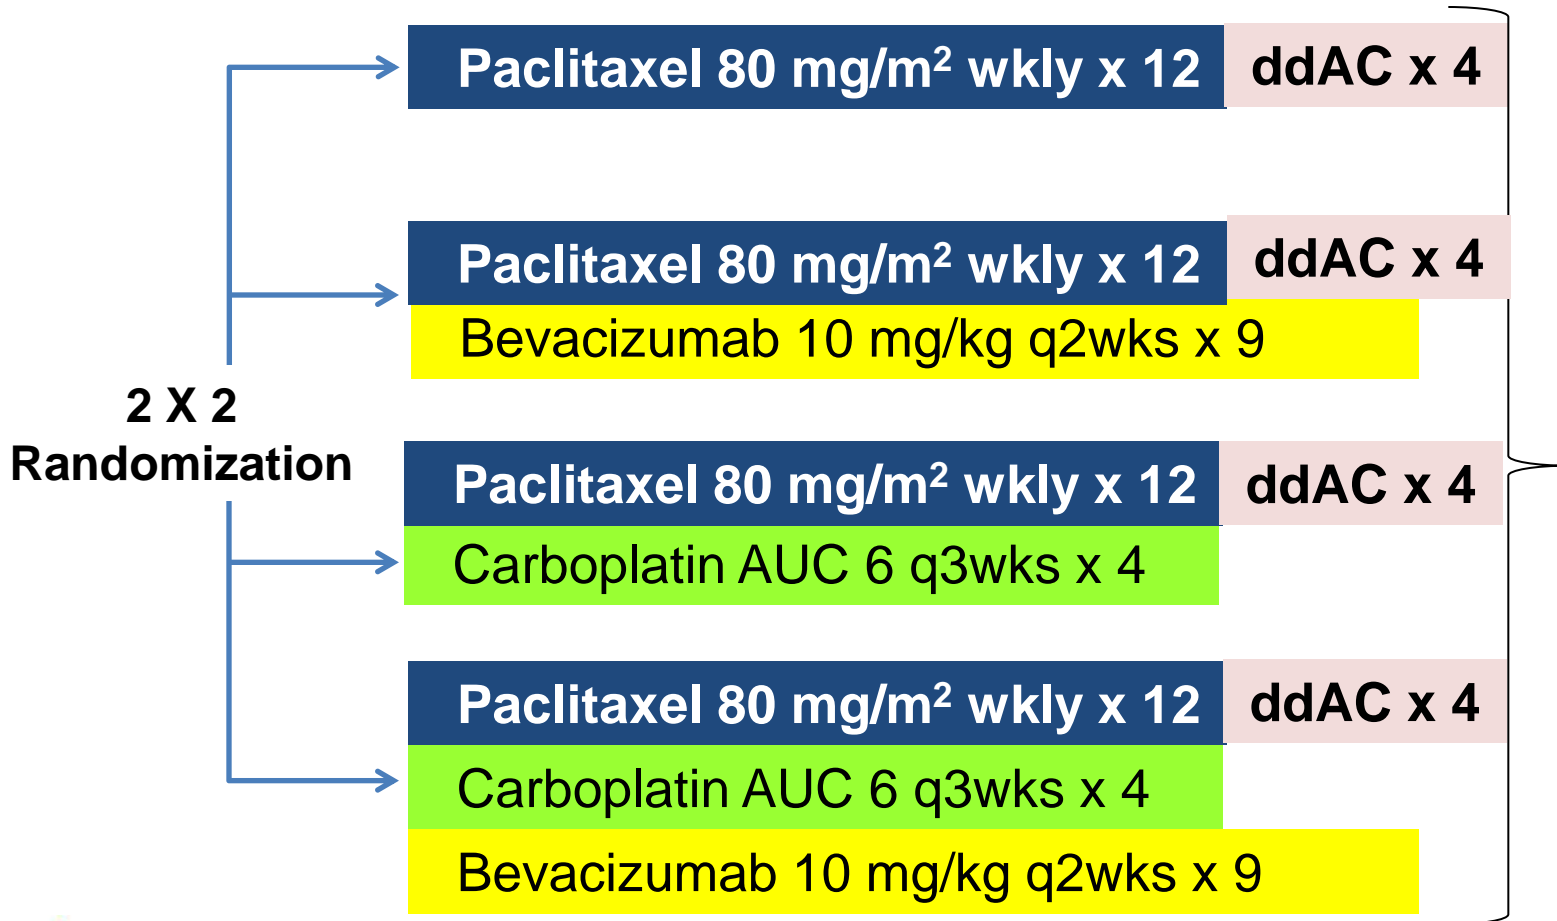 Paclitaxel 80 mg/m² wkly x 12 ddAC x 4
Paclitaxel 80 mg/m² wkly x 12 ddAC x 4
Bevacizumab 10 mg/kg q2wks x 9
2 X 2
Randomization
Paclitaxel 80 mg/m² wkly x 12 ddAC x 4
Carboplatin AUC 6 q3wks x 4
Paclitaxel 80 mg/m² wkly x 12 ddAC x 4
Carboplatin AUC 6 q3wks x 4
Bevacizumab 10 mg/kg q2wks x 9